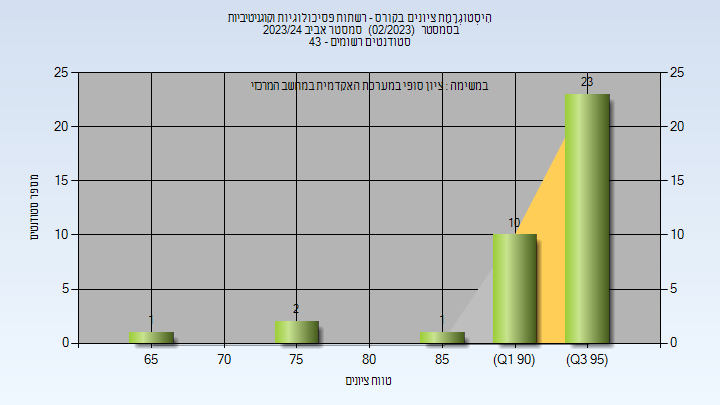 היסטוגרמת ציונים בקורס - רשתות פסיכולוגיות וקוגניטיביות
בסמסטר (02/2023) סמסטר אביב 2023/24
סטודנטים רשומים - 43
במשימה : ציון סופי במערכת האקדמית במחשב המרכזי
מספר סטודנטים
25
20
15
10
5
0
25
20
15
10
5
0
1
2
1
10
23
65
70
75
80
85
(Q1 90)
(Q3 95)
טווח ציונים